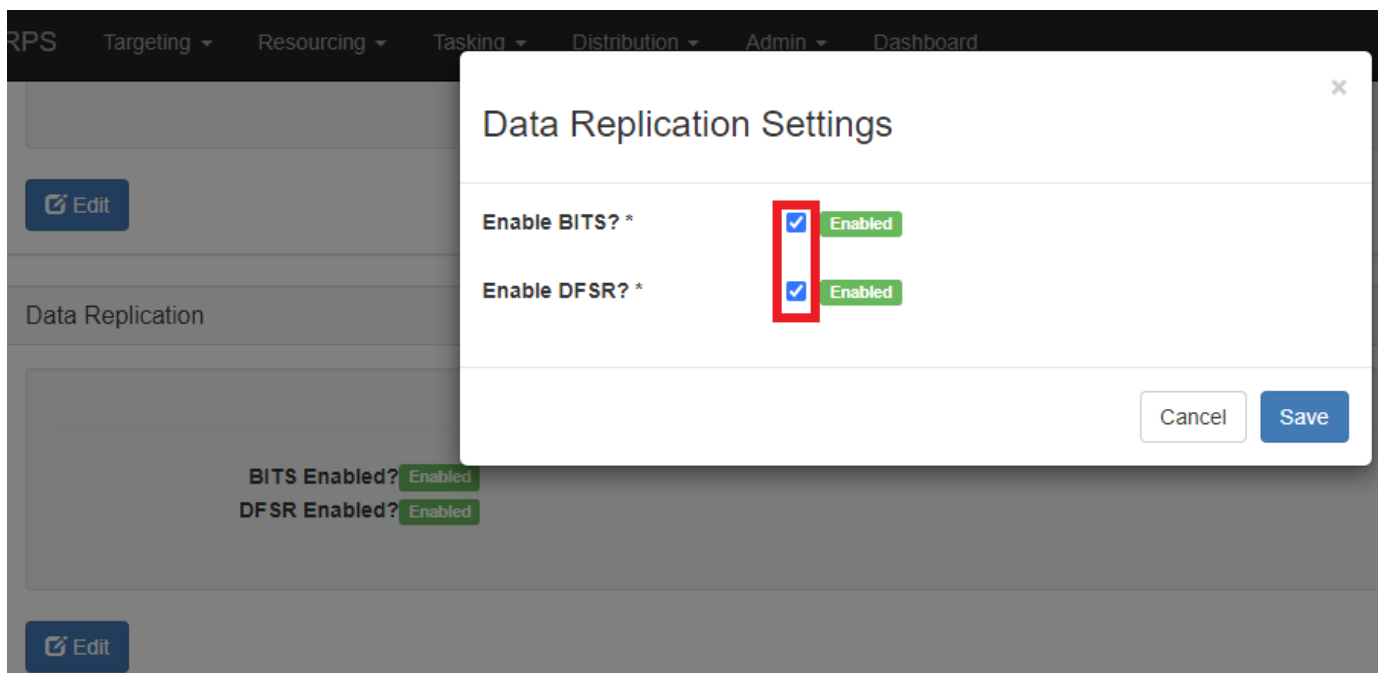 RPS Targeting Resourcing Tasking Distribution Admin Dashboard
×
Data Replication Settings
Edit
Enable BITS? * Enabled
Enable DFSR? * Enabled
Data Replication
Cancel Save
BITS Enabled? Enabled
DFSR Enabled? Enabled
Edit